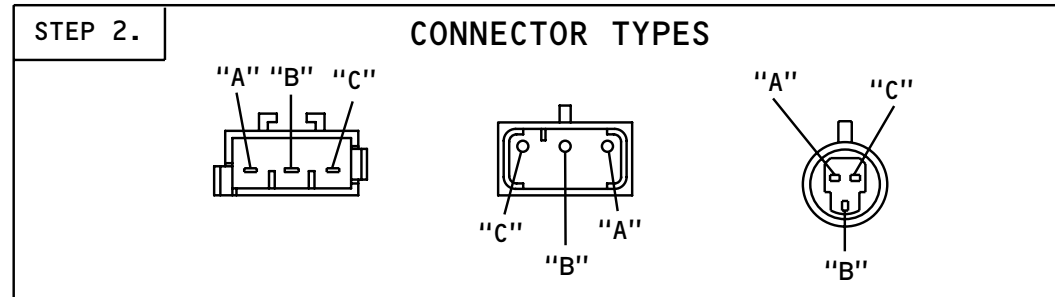 STEP 2.
CONNECTOR TYPES
"A" "B" "C"
"C"
"B"
"A"
"A"
"C"
"B"